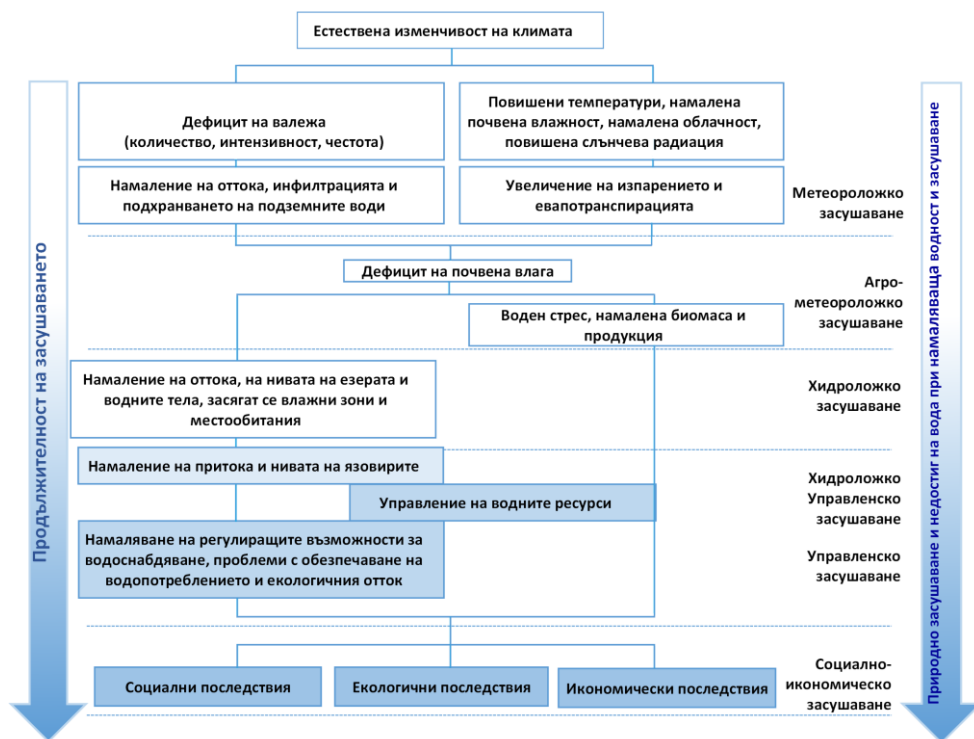 Естествена изменчивост на климата
Дефицит на валежа
(количество, интензивност, честота)
Повишени температури, намалена
почвена влажност, намалена облачност,
повишена слънчева радиация
Намаление на оттока, инфилтрацията и
подхранването на подземните води
Увеличение на изпарението и
евапотранспирацията
Метеороложко
засушаване
Дефицит на почвена влага
Воден стрес, намалена биомаса и
продукция
Агро-
метеороложко
засушаване
Намаление на оттока, на нивата на езерата и
водните тела, засягат се влажни зони и
местообитания
Хидроложко
засушаване
Намаление на притока и нивата на язовирите
Управление на водните ресурси
Хидроложко
Управленско
засушаване
Намаляване на регулиращите възможности за
водоснабдяване, проблеми с обезпечаване на
водопотреблението и екологичния отток
Управленско
засушаване
Социални последствия
Екологични последствия
Икономически последствия
Социално-
икономическо
засушаване
Продължителност на засушаването
Природно засушаване и недостиг на вода при намаляваща водност и засушаване